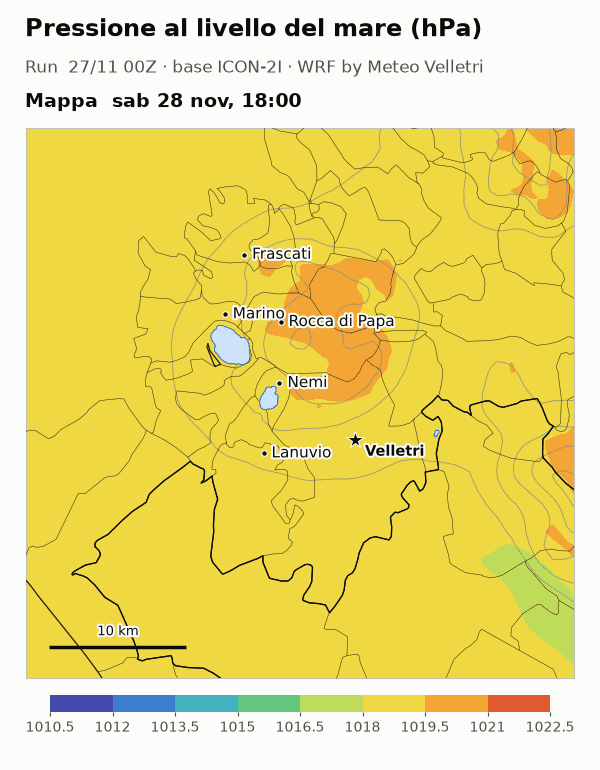 Pressione al livello del mare (hPa)
Run  27/11 00Z · base ICON-2I · WRF by Meteo Velletri
Mappa  sab 28 nov, 18:00
Frascati
Marino
Rocca di Papa
Nemi
Velletri
Lanuvio
10 km
1010.5 1012 1013.5 1015 1016.5 1018 1019.5 1021 1022.5